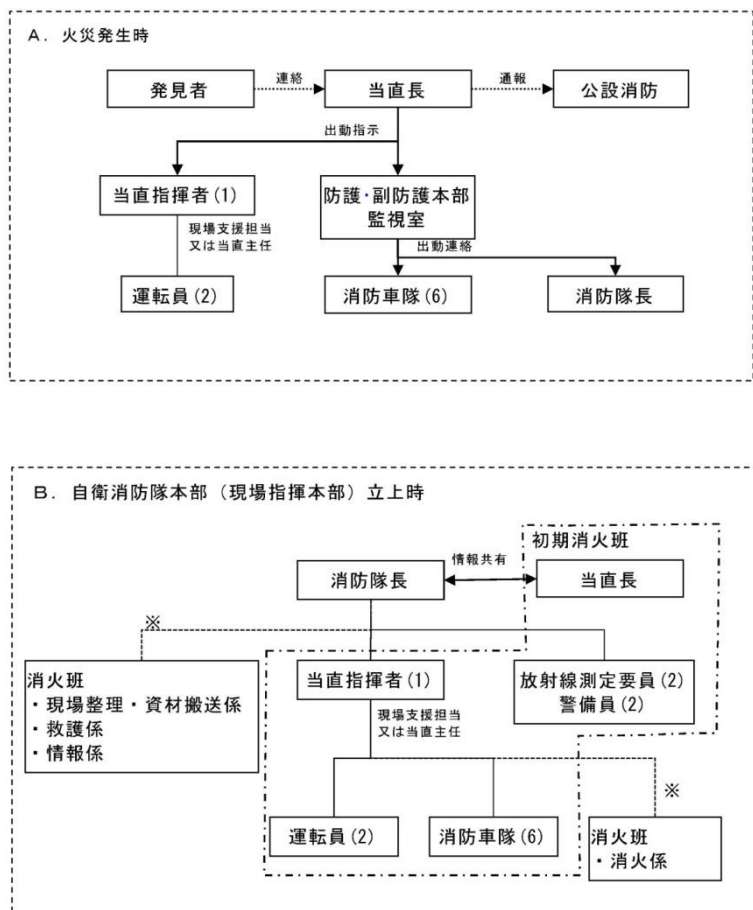 A．火災発生時
発見者
連絡
当直長
通報
公設消防
出動指示
当直指揮者(1)
防護･副防護本部
監視室
現場支援担当
又は当直主任
出動連絡
運転員(2)
消防車隊(6)
消防隊長
B．自衛消防隊本部（現場指揮本部）立上時
初期消火班
情報共有
消防隊長
当直長
※
消火班
・現場整理・資材搬送係
・救護係
・情報係
当直指揮者(1)
放射線測定要員(2)
警備員(2)
現場支援担当
又は当直主任
※
運転員(2)
消防車隊(6)
消火班
・消火係